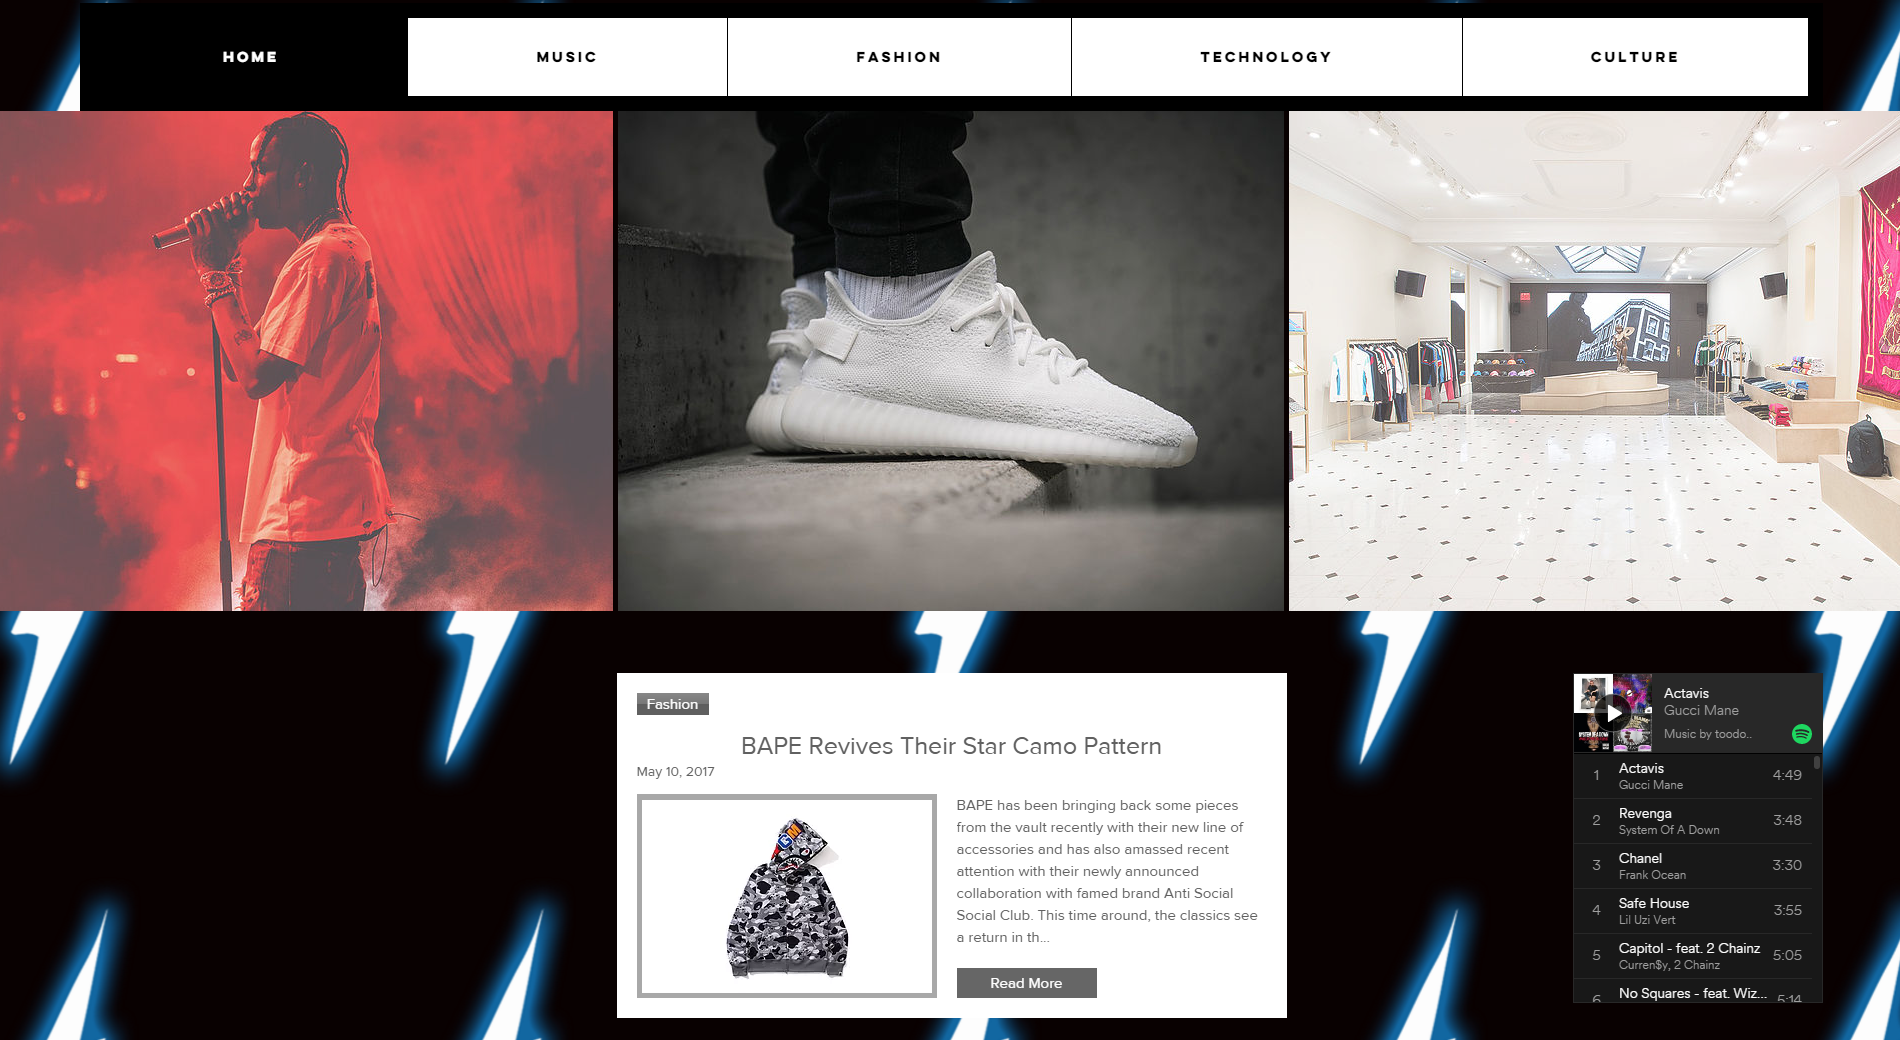 HOME
MUSIC
FASHION
TECHNOLOGY
CULTURE
Fashion
BAPE Revives Their Star Camo Pattern
May 10, 2017
BAPE has been bringing back some pieces
from the vault recently with their new line of
accessories and has also amassed recent
attention with their newly announced
collaboration with famed brand Anti Social
Social Club. This time around, the classics see
a return in th...
Read More
Actavis
Gucci Mane
Music by toodo..
1 Actavis 4:49
Gucci Mane
2 Revenga 3:48
System Of A Down
3 Chanel 3:30
Frank Ocean
4 Safe House 3:55
Lil Uzi Vert
5 Capitol - feat. 2 Chainz 5:05
Curren$y, 2 Chainz
6 No Squares - feat. Wiz... 5:14